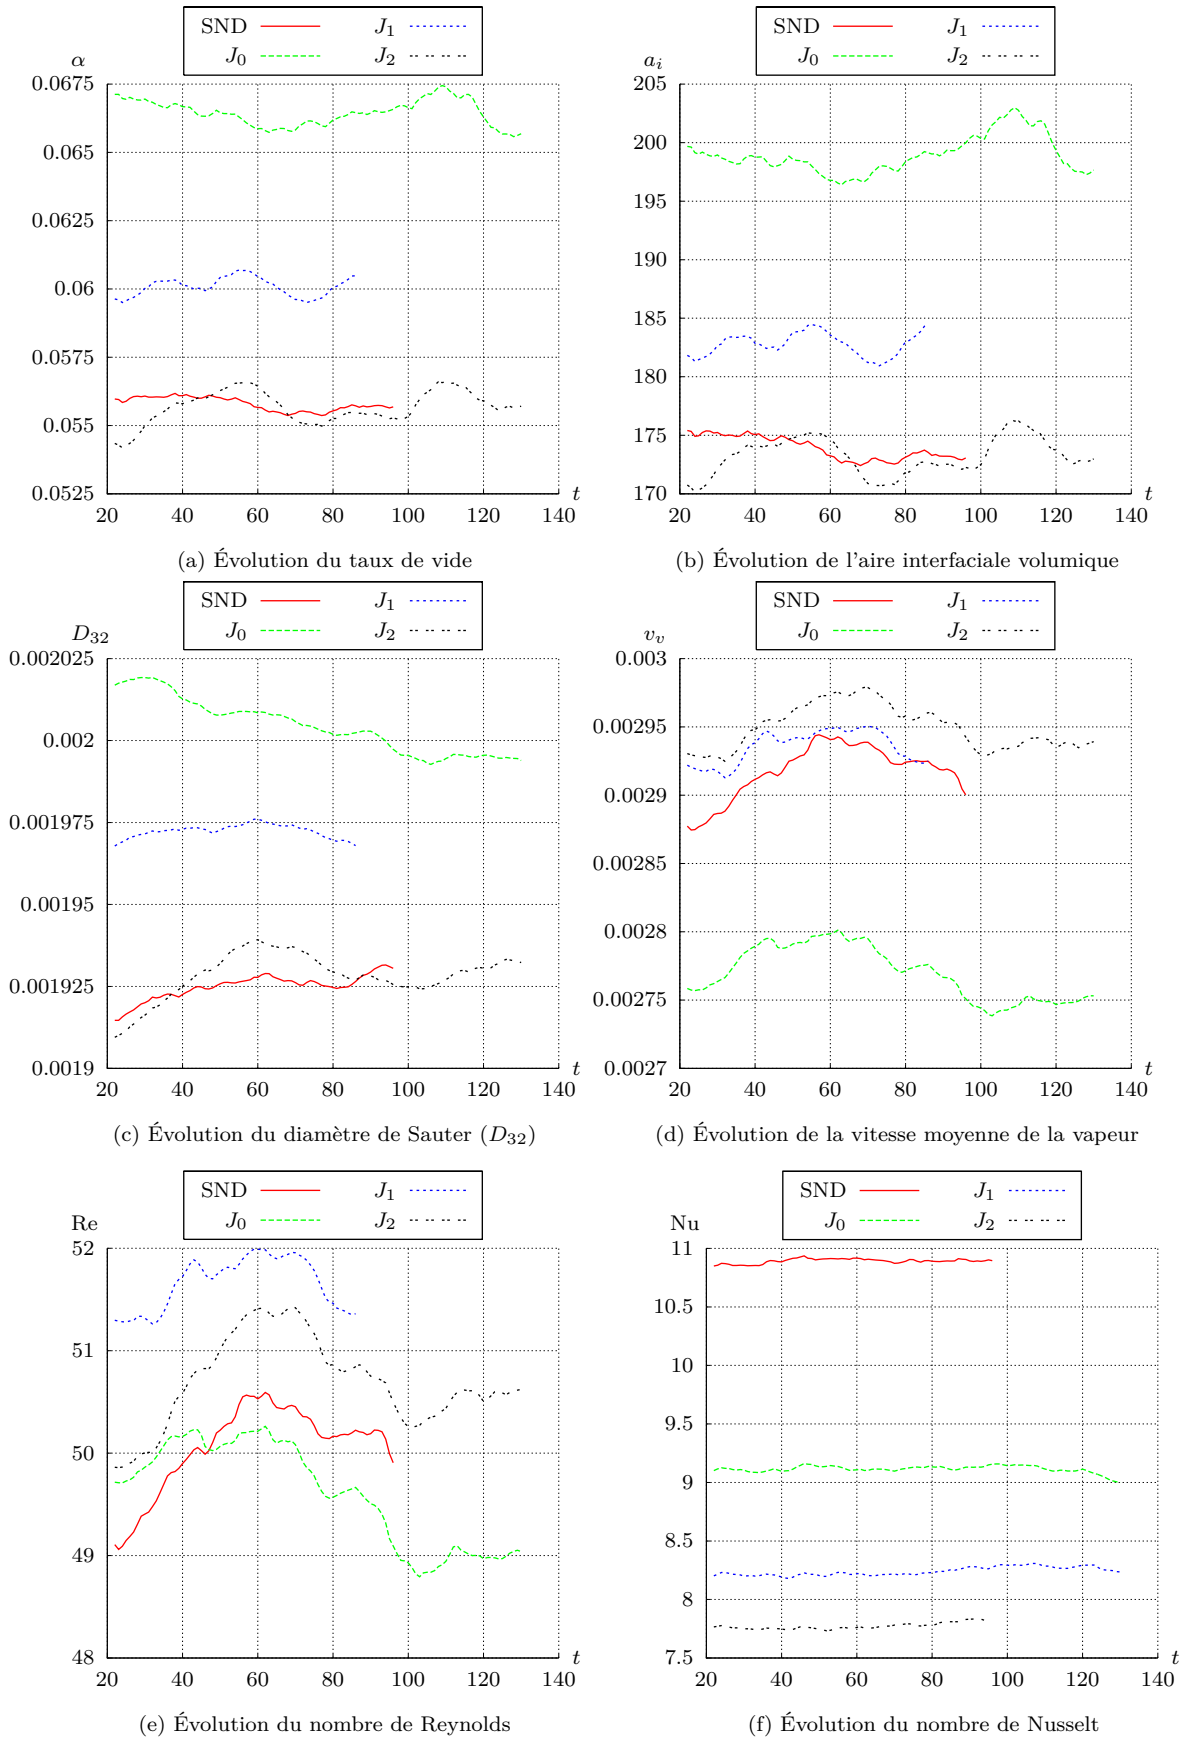 SND J₁
J₀ J₂
α
0.0675
0.065
0.0625
0.06
0.0575
0.055
0.0525
20 40 60 80 100 120 140
t
(a) Évolution du taux de vide
SND J₁
J₀ J₂
aᵢ
205
200
195
190
185
180
175
170
20 40 60 80 100 120 140
t
(b) Évolution de l'aire interfaciale volumique
SND J₁
J₀ J₂
D₃₂
0.002025
0.002
0.001975
0.00195
0.001925
0.0019
20 40 60 80 100 120 140
t
(c) Évolution du diamètre de Sauter (D₃₂)
SND J₁
J₀ J₂
vᵥ
0.003
0.00295
0.0029
0.00285
0.0028
0.00275
0.0027
20 40 60 80 100 120 140
t
(d) Évolution de la vitesse moyenne de la vapeur
SND J₁
J₀ J₂
Re
52
51
50
49
48
20 40 60 80 100 120 140
t
(e) Évolution du nombre de Reynolds
SND J₁
J₀ J₂
Nu
11
10.5
10
9.5
9
8.5
8
7.5
20 40 60 80 100 120 140
t
(f) Évolution du nombre de Nusselt